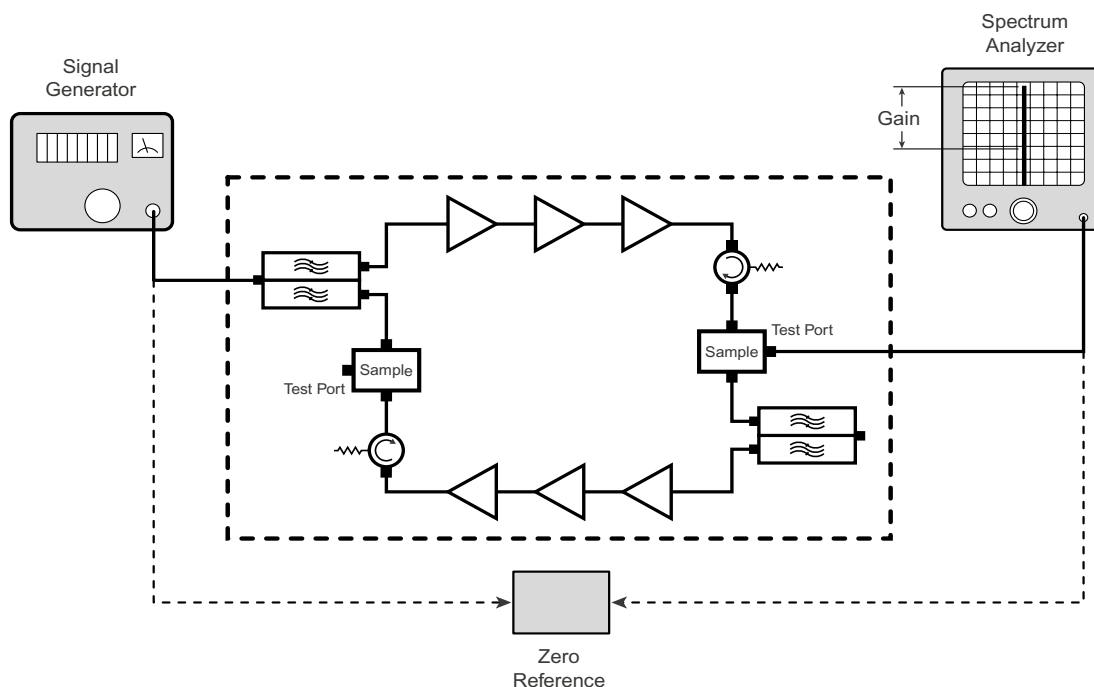 Spectrum
Analyzer
Signal
Generator
Gain
Test Port
Sample
Sample
Test Port
Zero
Reference